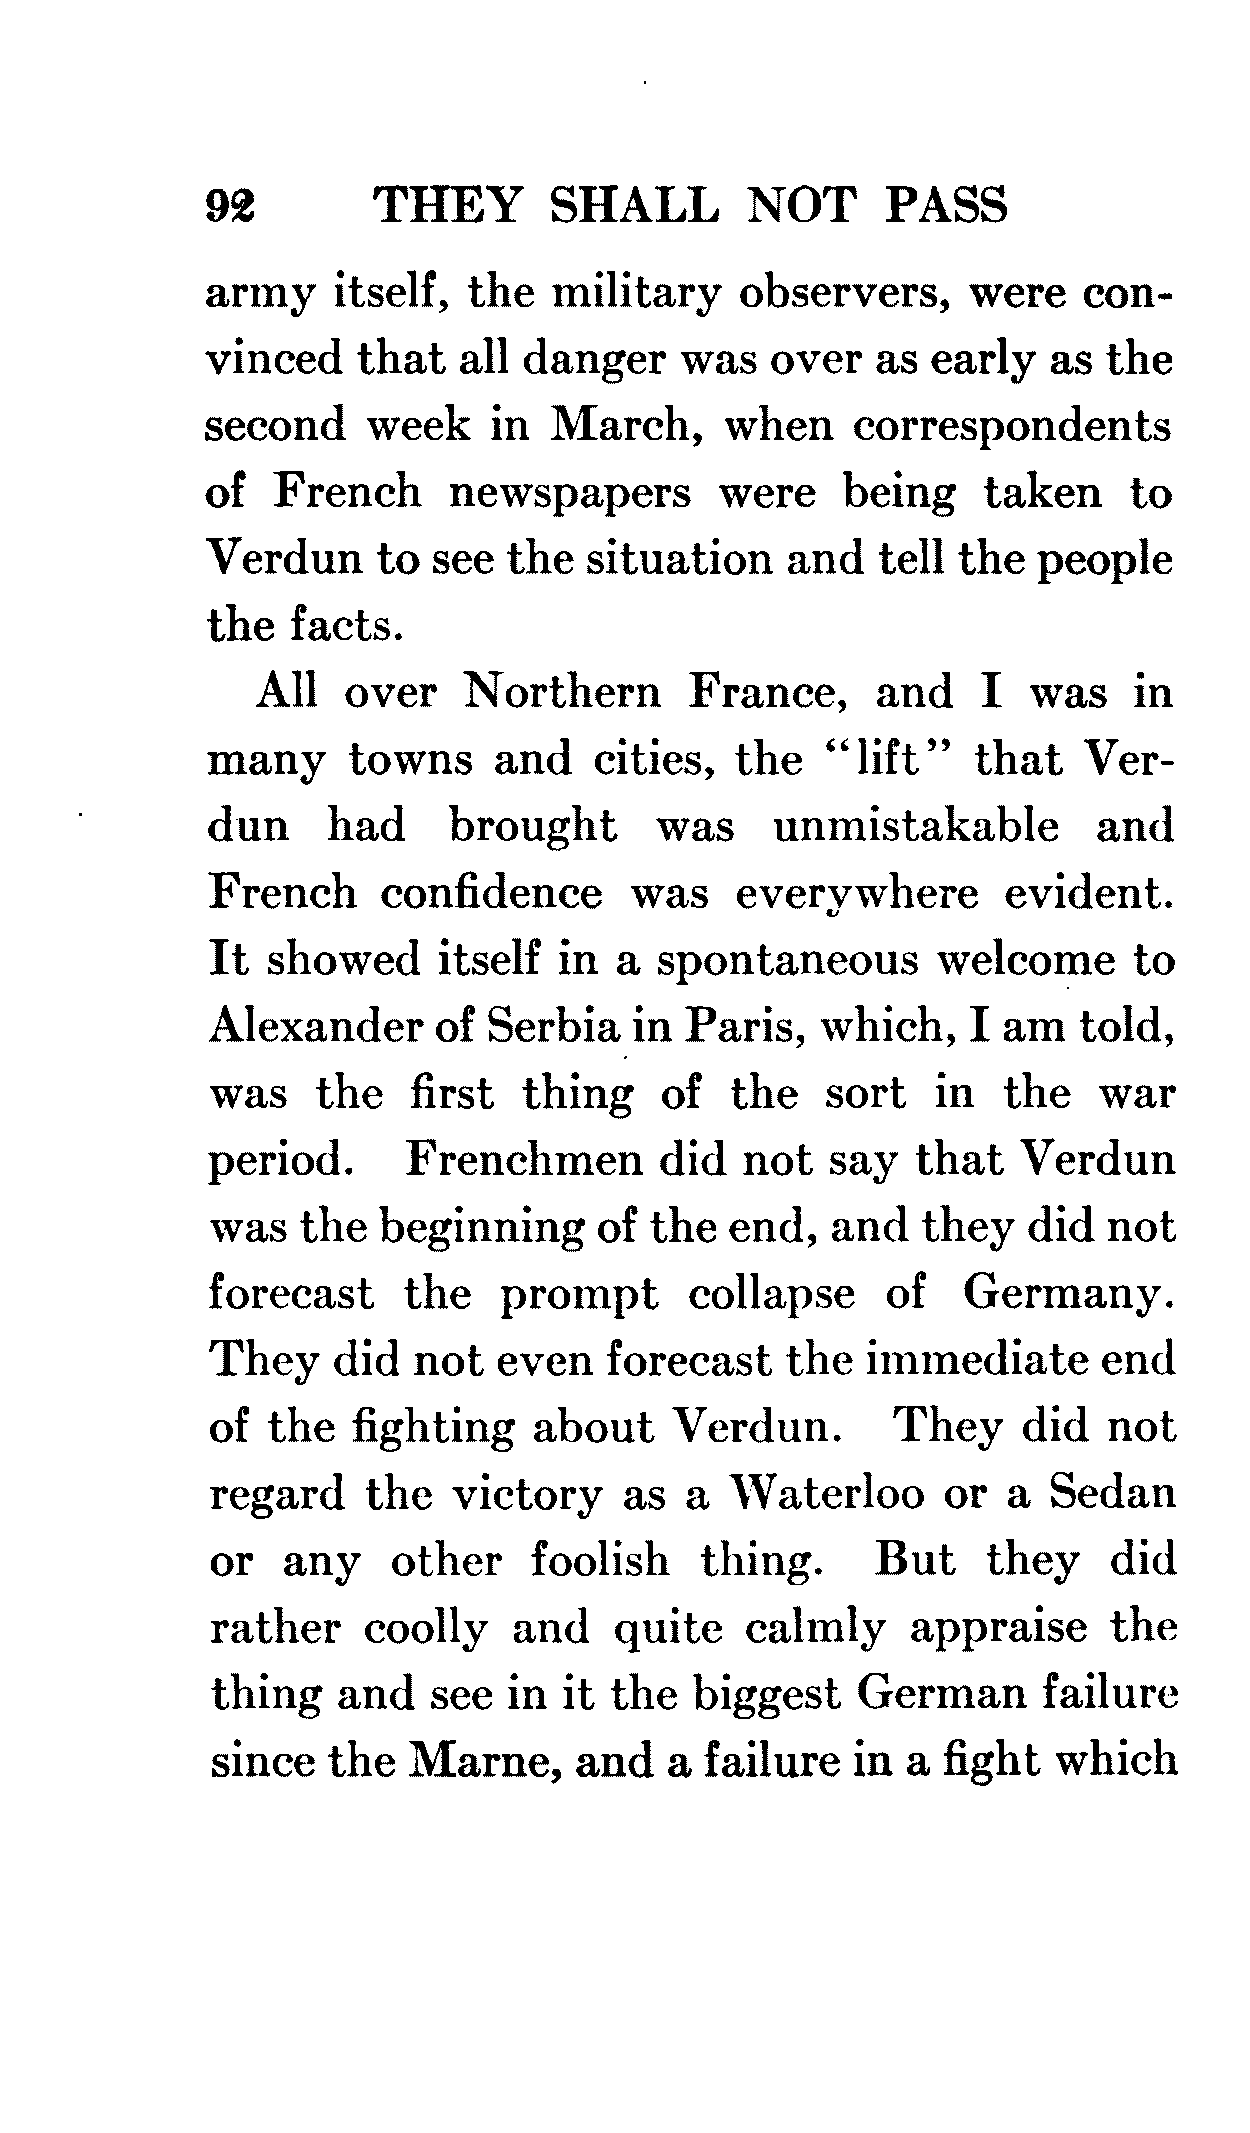 92 THEY SHALL NOT PASS
army itself, the military observers, were con-
vinced that all danger was over as early as the
second week in March, when correspondents
of French newspapers were being taken to
Verdun to see the situation and tell the people
the facts.
All over Northern France, and I was in
many towns and cities, the “lift” that Ver-
dun had brought was unmistakable and
French confidence was everywhere evident.
It showed itself in a spontaneous welcome to
Alexander of Serbia in Paris, which, I am told,
was the first thing of the sort in the war
period. Frenchmen did not say that Verdun
was the beginning of the end, and they did not
forecast the prompt collapse of Germany.
They did not even forecast the immediate end
of the fighting about Verdun. They did not
regard the victory as a Waterloo or a Sedan
or any other foolish thing. But they did
rather coolly and quite calmly appraise the
thing and see in it the biggest German failure
since the Marne, and a failure in a fight which